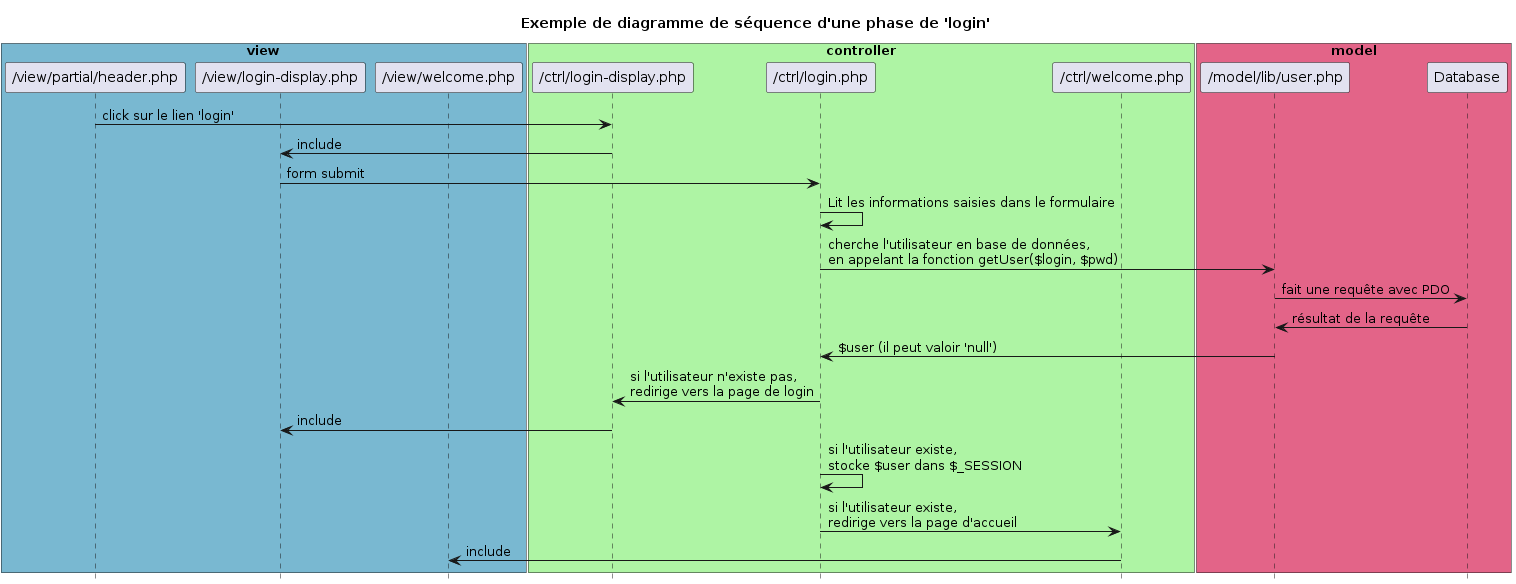 Exemple de diagramme de séquence d'une phase de 'login'
view
controller
model
/view/partial/header.php
/view/login-display.php
/view/welcome.php
/ctrl/login-display.php
/ctrl/login.php
/ctrl/welcome.php
/model/lib/user.php
Database
click sur le lien 'login'
include
form submit
Lit les informations saisies dans le formulaire
cherche l'utilisateur en base de données,
en appelant la fonction getUser($login, $pwd)
fait une requête avec PDO
résultat de la requête
$user (il peut valoir 'null')
si l'utilisateur n'existe pas,
redirige vers la page de login
include
si l'utilisateur existe,
stocke $user dans $_SESSION
si l'utilisateur existe,
redirige vers la page d'accueil
include